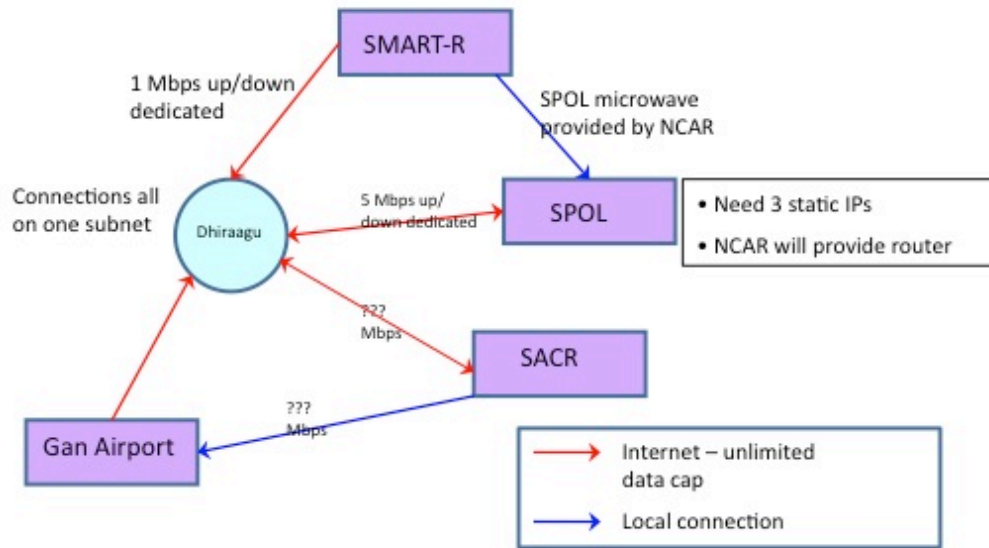 SMART-R
1 Mbps up/down
dedicated
SPOL microwave
provided by NCAR
Connections all
on one subnet
Dhiraagu
5 Mbps up/
down dedicated
SPOL
• Need 3 static IPs
• NCAR will provide router
???
Mbps
SACR
???
Mbps
Gan Airport
Internet – unlimited
data cap
Local connection